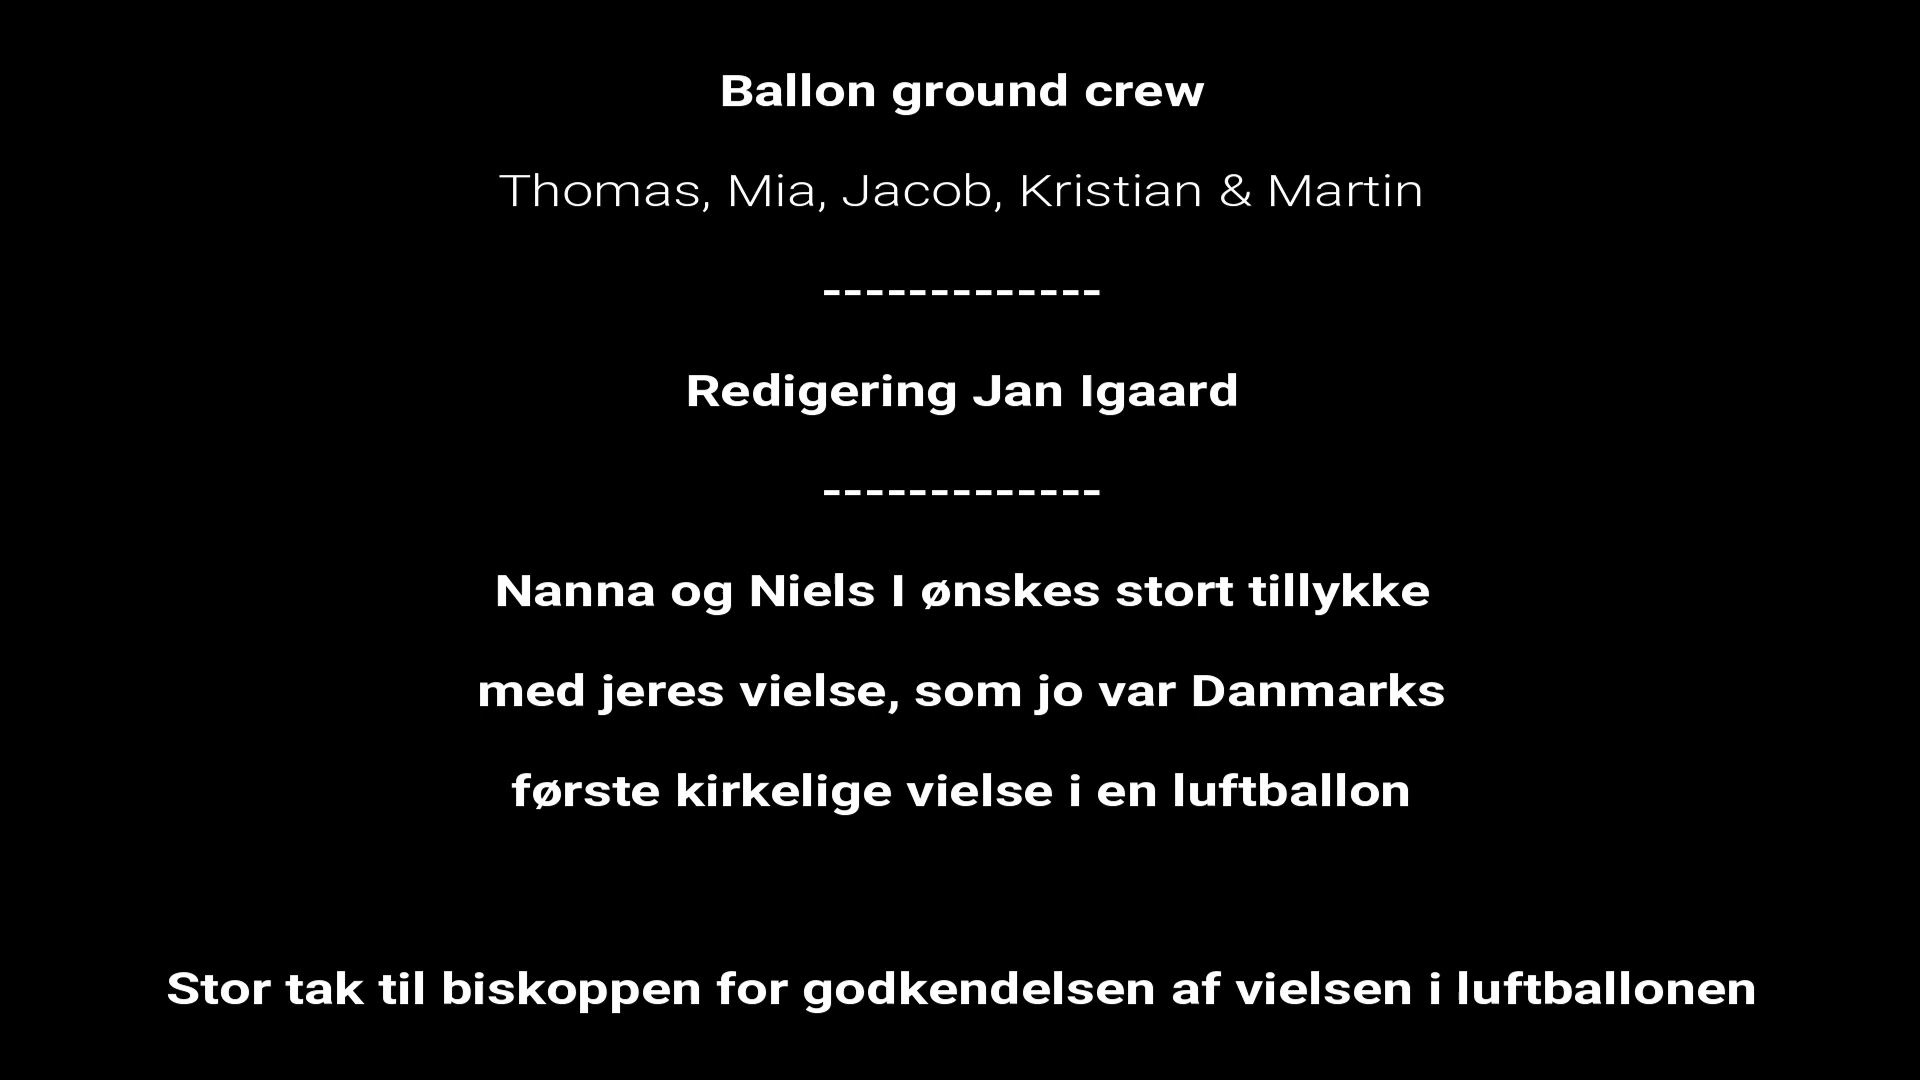 Ballon ground crew
Thomas, Mia, Jacob, Kristian & Martin
-------------
Redigering Jan Igaard
-------------
Nanna og Niels I ønskes stort tillykke
med jeres vielse, som jo var Danmarks
første kirkelige vielse i en luftballon
Stor tak til biskoppen for godkendelsen af vielsen i luftballonen